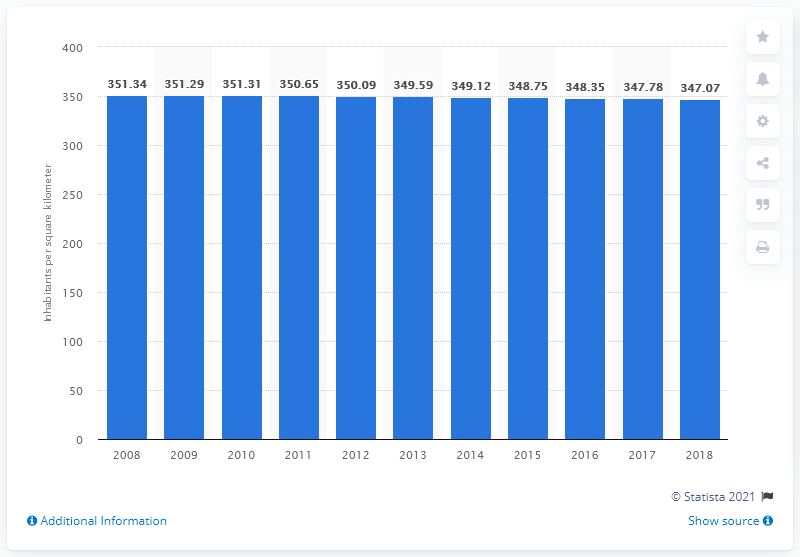 400
350
300
250
200
150
100
50
0
Inhabitants per square kilometer
351.34 351.29 351.31 350.65 350.09 349.59 349.12 348.75 348.35 347.78 347.07
2008 2009 2010 2011 2012 2013 2014 2015 2016 2017 2018
© Statista 2021
Additional Information
Show source